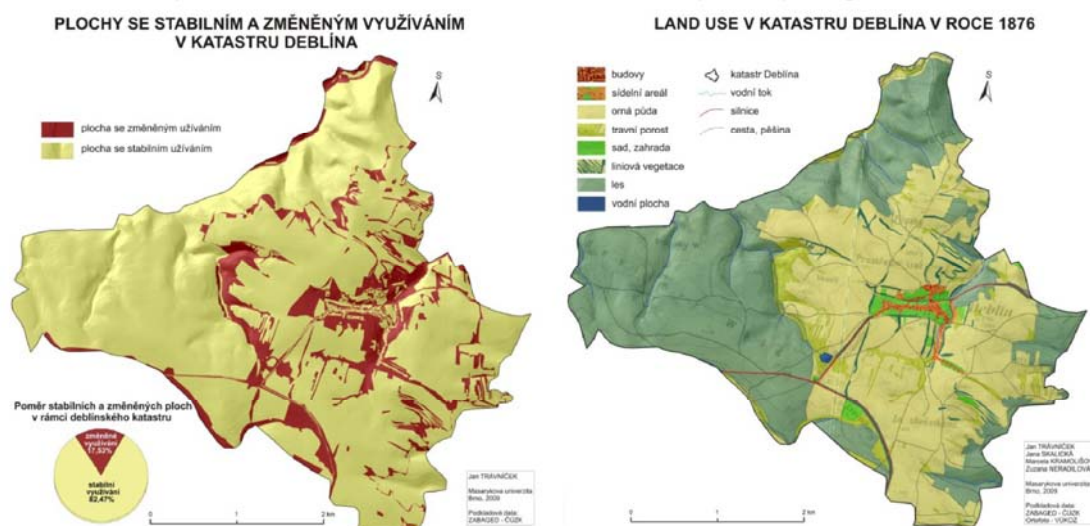 PLOCHY SE STABILNÍM A ZMĚNĚNÝM VYUŽÍVÁNÍM
V KATASTRU DEBLÍNA
S
plocha se změněným užíváním
plocha se stabilním užíváním
Poměr stabilních a změněných ploch
v rámci deblínského katastru
změněné
využívání
17,53%
stabilní
využívání
82,47%
0 1 2 km
Jan TRÁVNÍČEK
Masarykova univerzita
Brno, 2009
Podkladová data:
ZABAGED - ČÚZK
LAND USE V KATASTRU DEBLÍNA V ROCE 1876
S
budovy
sídelní areál
orná půda
travní porost
sad, zahrada
liniová vegetace
les
vodní plocha
katastr Deblína
vodní tok
silnice
cesta, pěšina
Deblin
0 1 2 km
Jan TRÁVNÍČEK
Jana SKALICKÁ
Marcela KRAMOLIŠOV
Zuzana NERADILOVÁ
Masarykova univerzita
Brno, 2009
Podkladová data:
ZABAGED - ČÚZK